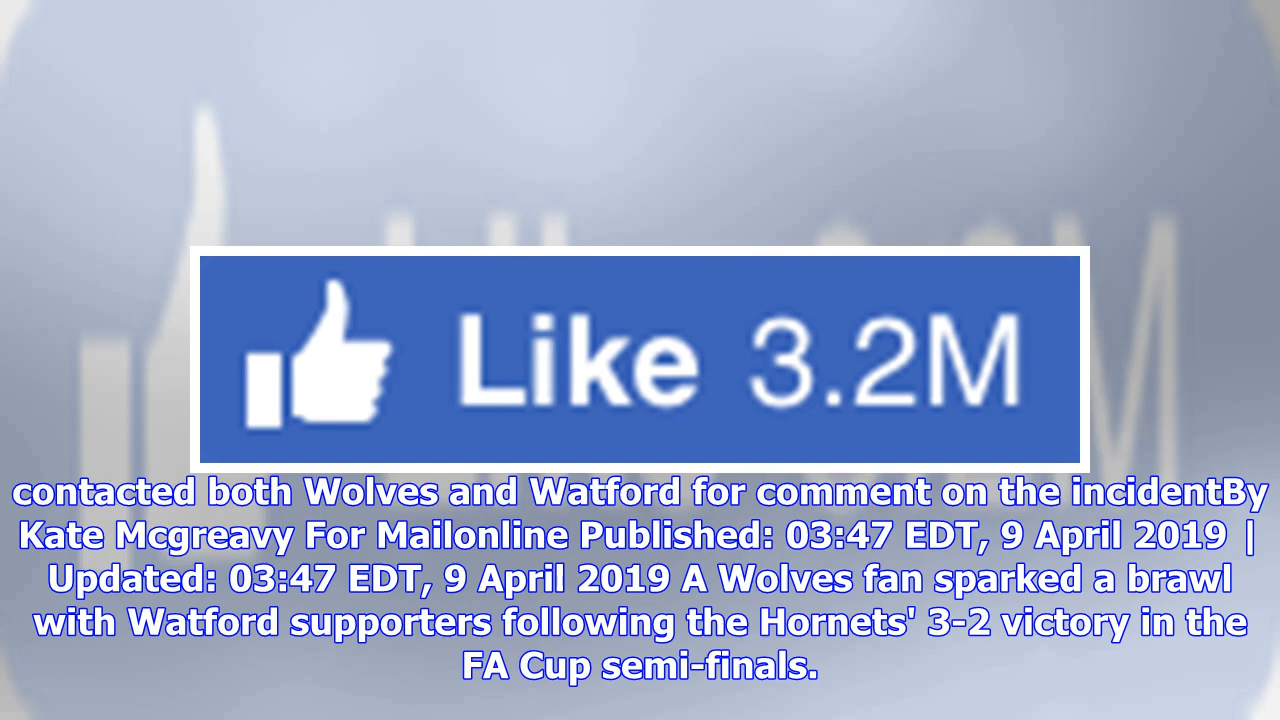 Like 3.2M
contacted both Wolves and Watford for comment on the incidentBy
Kate Mcgreavy For Mailonline Published: 03:47 EDT, 9 April 2019 |
Updated: 03:47 EDT, 9 April 2019 A Wolves fan sparked a brawl
with Watford supporters following the Hornets' 3-2 victory in the
FA Cup semi-finals.